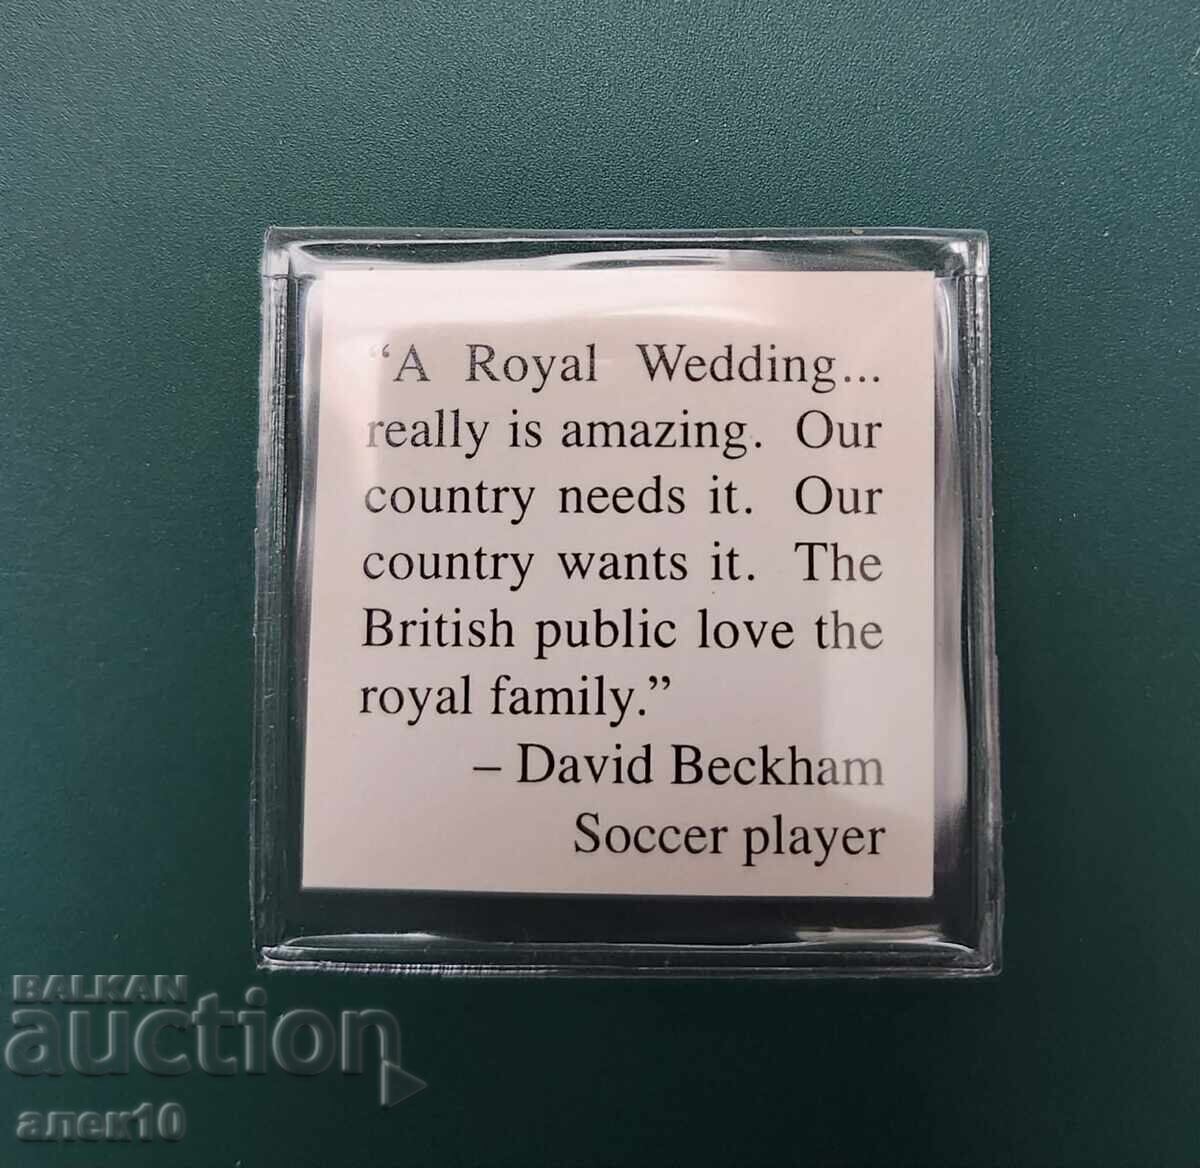 “A Royal Wedding...
really is amazing. Our
country needs it. Our
country wants it. The
British public love the
royal family.”
– David Beckham
Soccer player
BALKAN
auction
алек10